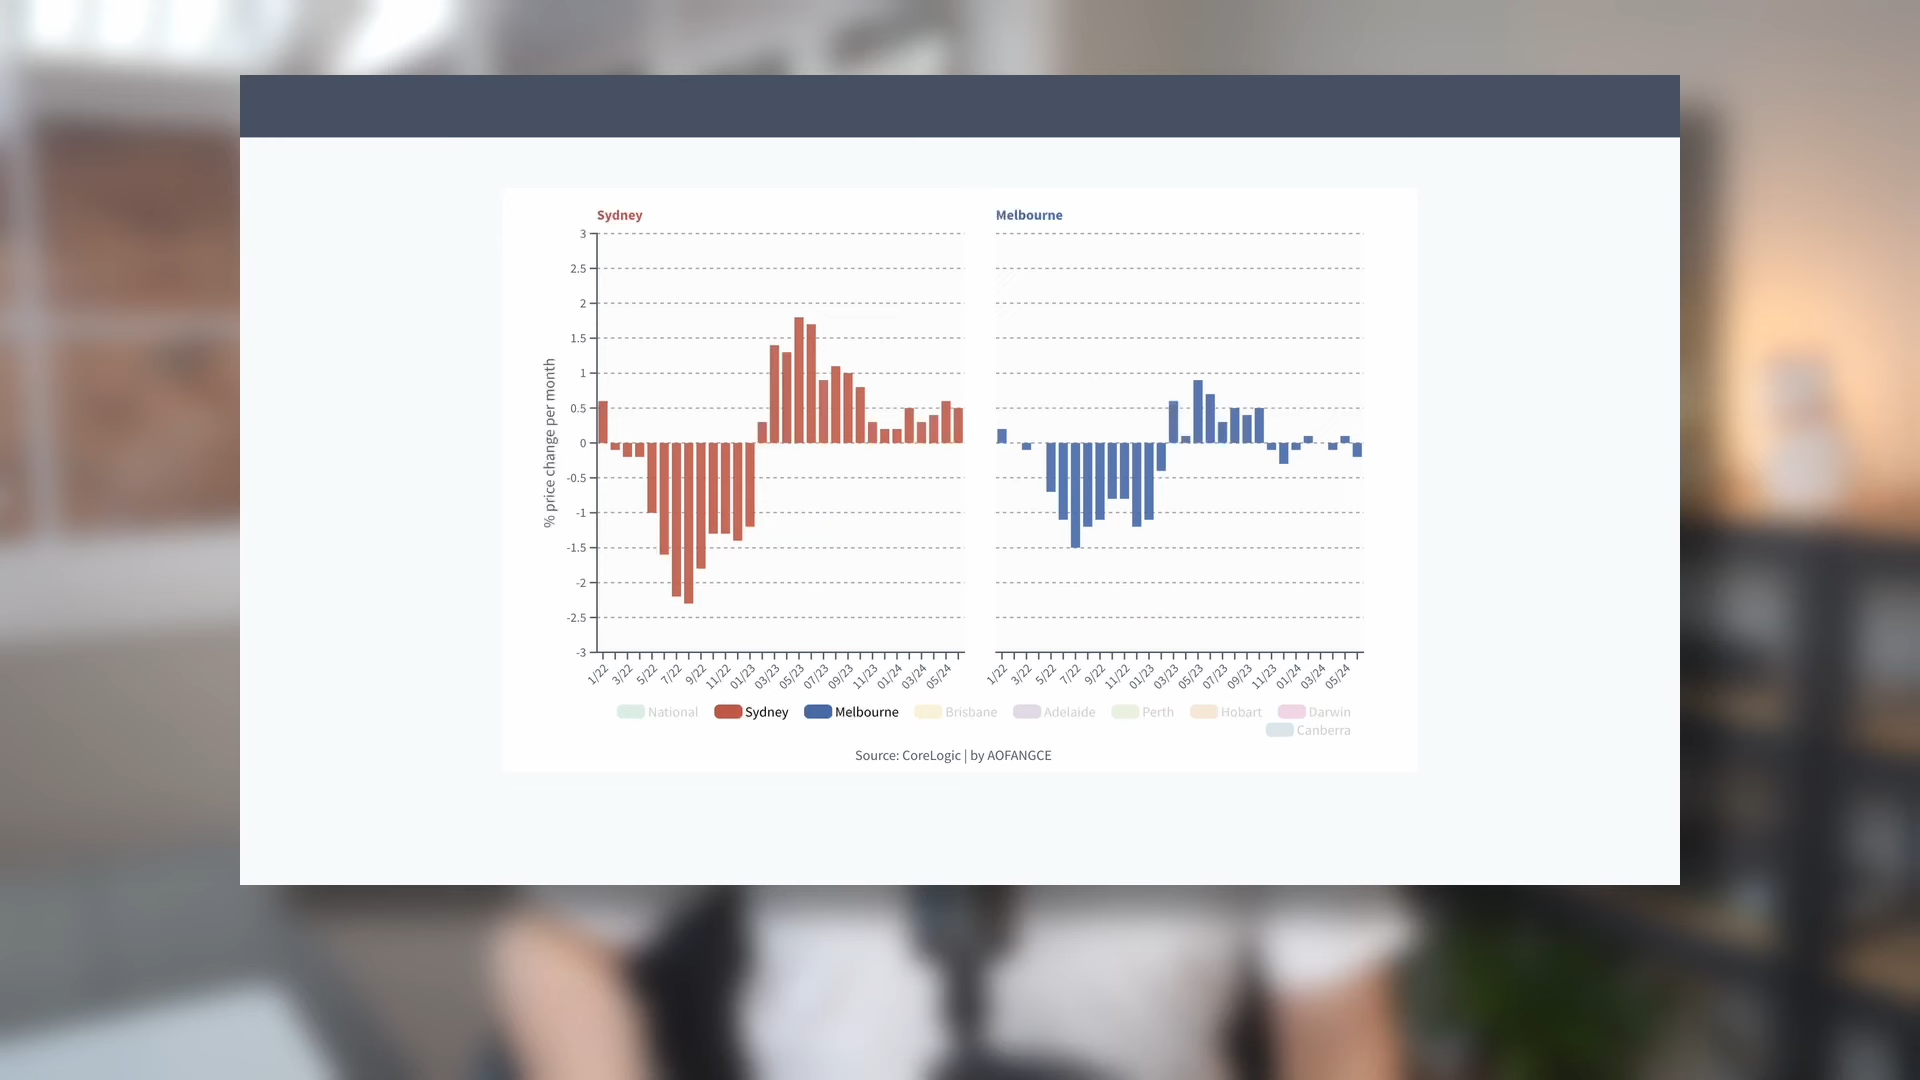 Sydney
Melbourne
3
2.5
2
1.5
1
0.5
0
-0.5
-1
-1.5
-2
-2.5
-3
% price change per month
1/22 3/22 5/22 7/22 9/22 11/22 01/23 03/23 05/23 07/23 09/23 11/23 01/24 03/24 05/24
1/22 3/22 5/22 7/22 9/22 11/22 01/23 03/23 05/23 07/23 09/23 11/23 01/24 03/24 05/24
National Sydney Melbourne Brisbane Adelaide Perth Hobart Darwin
Canberra
Source: CoreLogic | by AOFANGCE